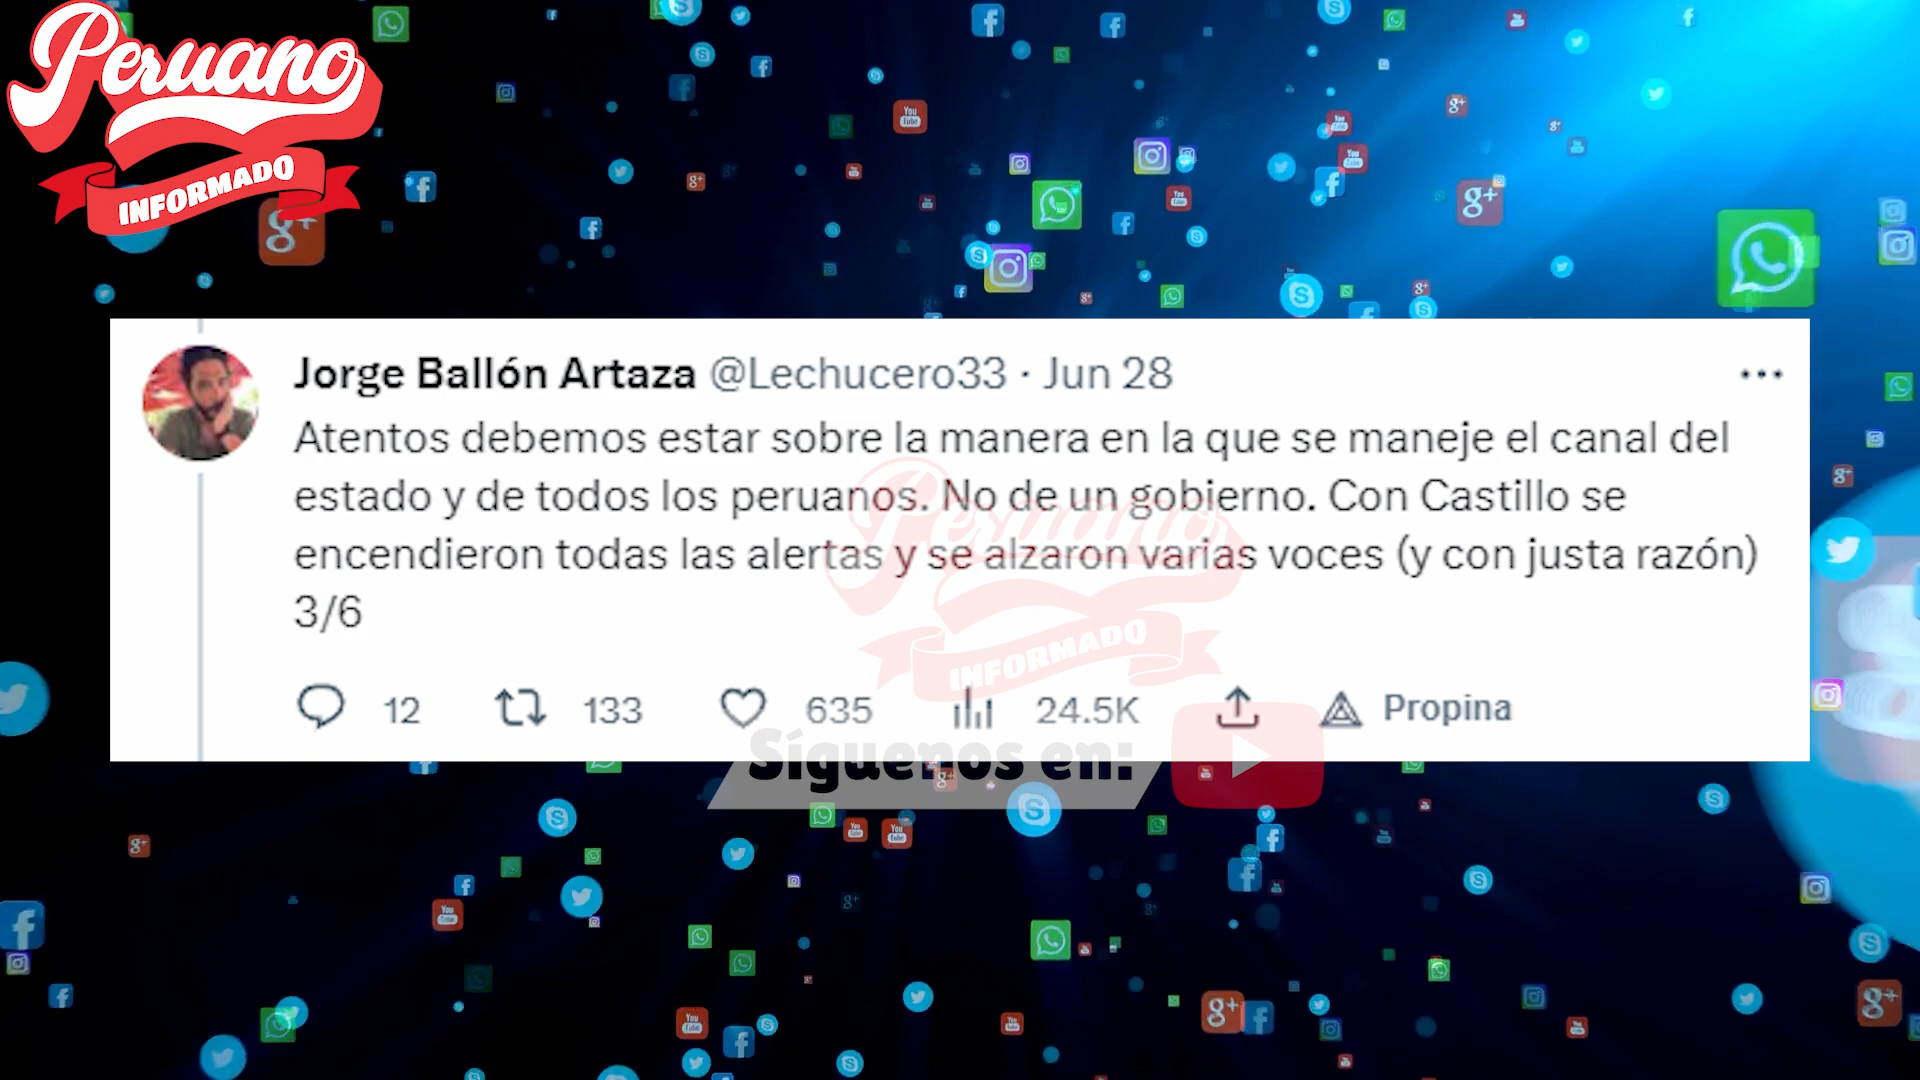 Peruano
INFORMADO
Jorge Ballón Artaza @Lechucero33 · Jun 28
Atentos debemos estar sobre la manera en la que se maneje el canal del
estado y de todos los peruanos. No de un gobierno. Con Castillo se
encendieron todas las alertas y se alzaron varias voces (y con justa razón)
3/6
Peruano
INFORMADO
12 133 635 24.5K Propina
Síguenos en: